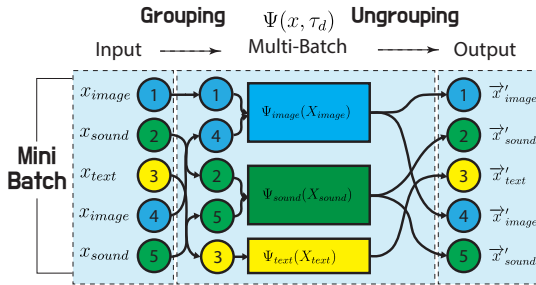 Grouping Ψ(x, τ_d) Ungrouping
Input Multi-Batch Output
Mini Batch
x_image 1 1 Ψ_image(X_image) 1 x⃗′_image
x_sound 2 4 2 x⃗′_sound
x_text 3 2 Ψ_sound(X_sound) 3 x⃗′_text
x_image 4 5 4 x⃗′_image
x_sound 5 3 Ψ_text(X_text) 5 x⃗′_sound